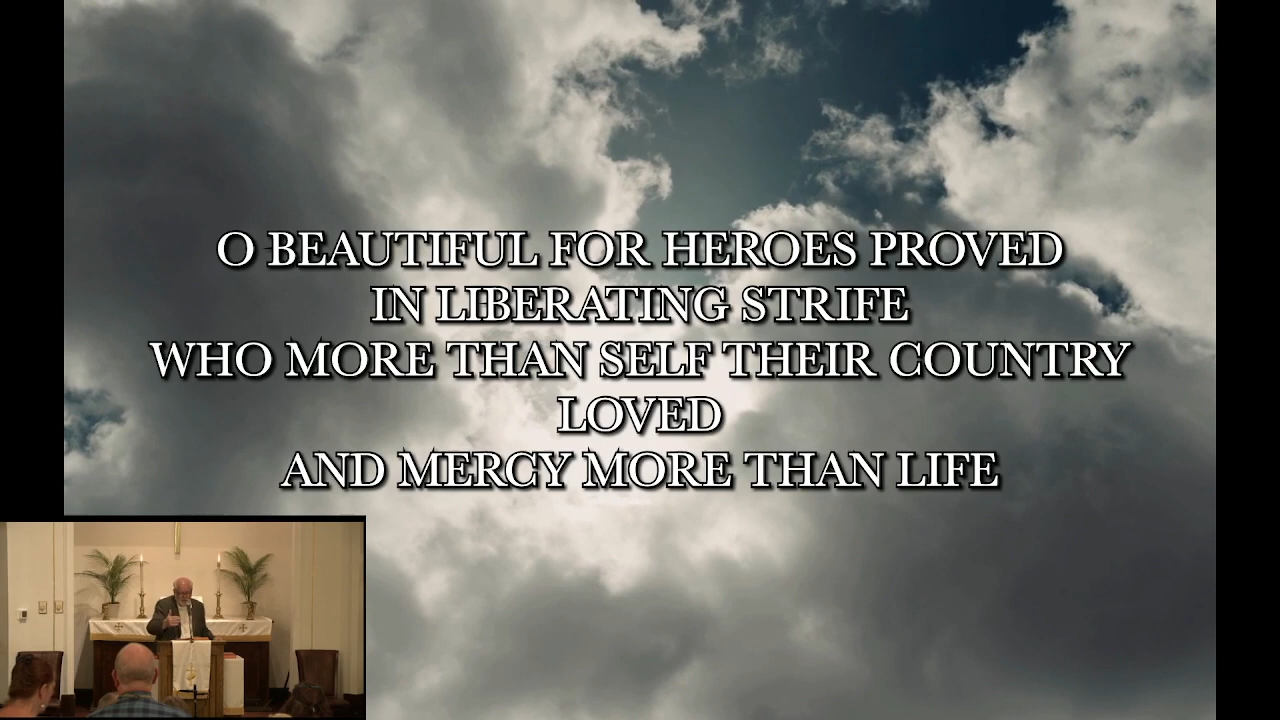 O BEAUTIFUL FOR HEROES PROVED
IN LIBERATING STRIFE
WHO MORE THAN SELF THEIR COUNTRY
LOVED
AND MERCY MORE THAN LIFE